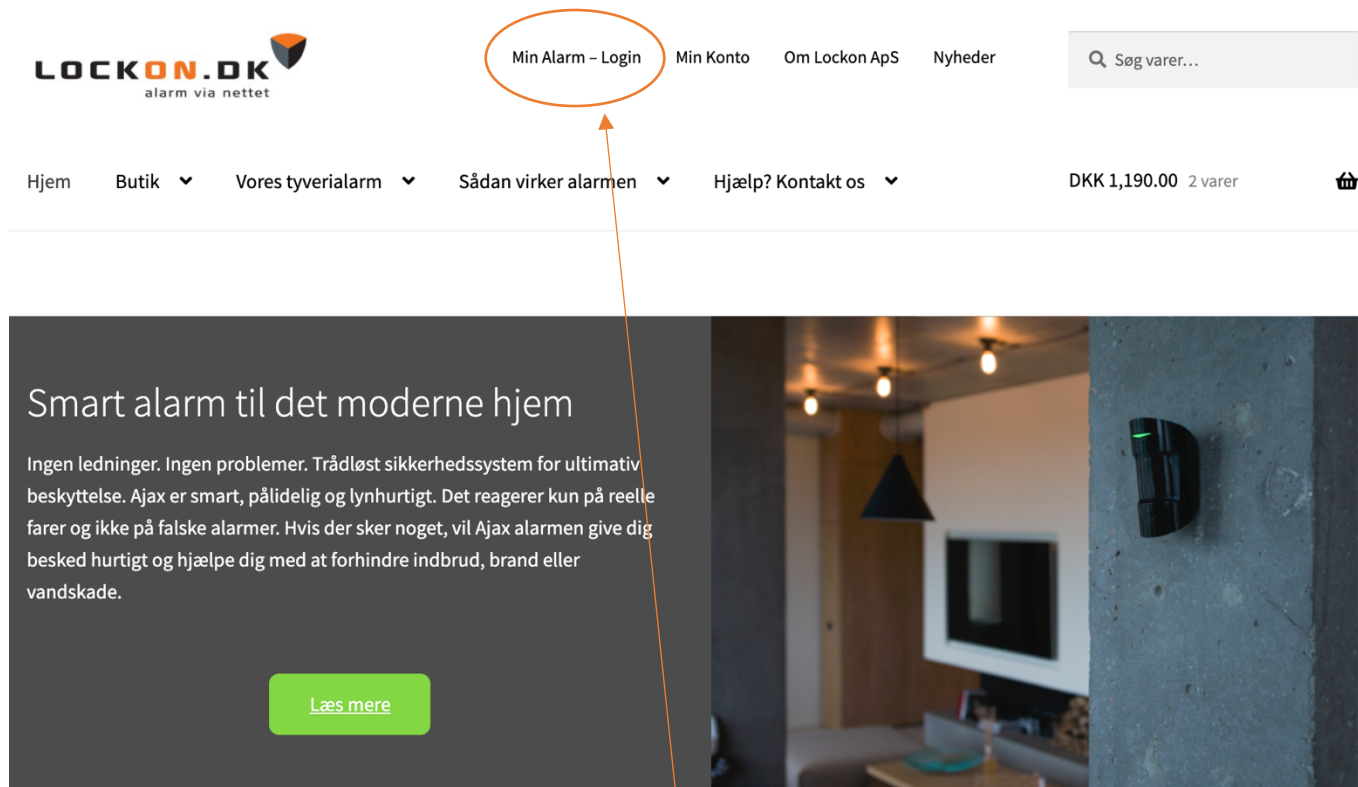 LOCKON.DK
alarm via nettet
Min Alarm – Login
Min Konto
Om Lockon ApS
Nyheder
Søg varer...
Hjem
Butik
Vores tyverialarm
Sådan virker alarmen
Hjælp? Kontakt os
DKK 1,190.00 2 varer
Smart alarm til det moderne hjem
Ingen ledninger. Ingen problemer. Trådløst sikkerhedssystem for ultimativ
beskyttelse. Ajax er smart, pålidelig og lynhurtigt. Det reagerer kun på reelle
farer og ikke på falske alarmer. Hvis der sker noget, vil Ajax alarmen give dig
besked hurtigt og hjælpe dig med at forhindre indbrud, brand eller
vandskade.
Læs mere